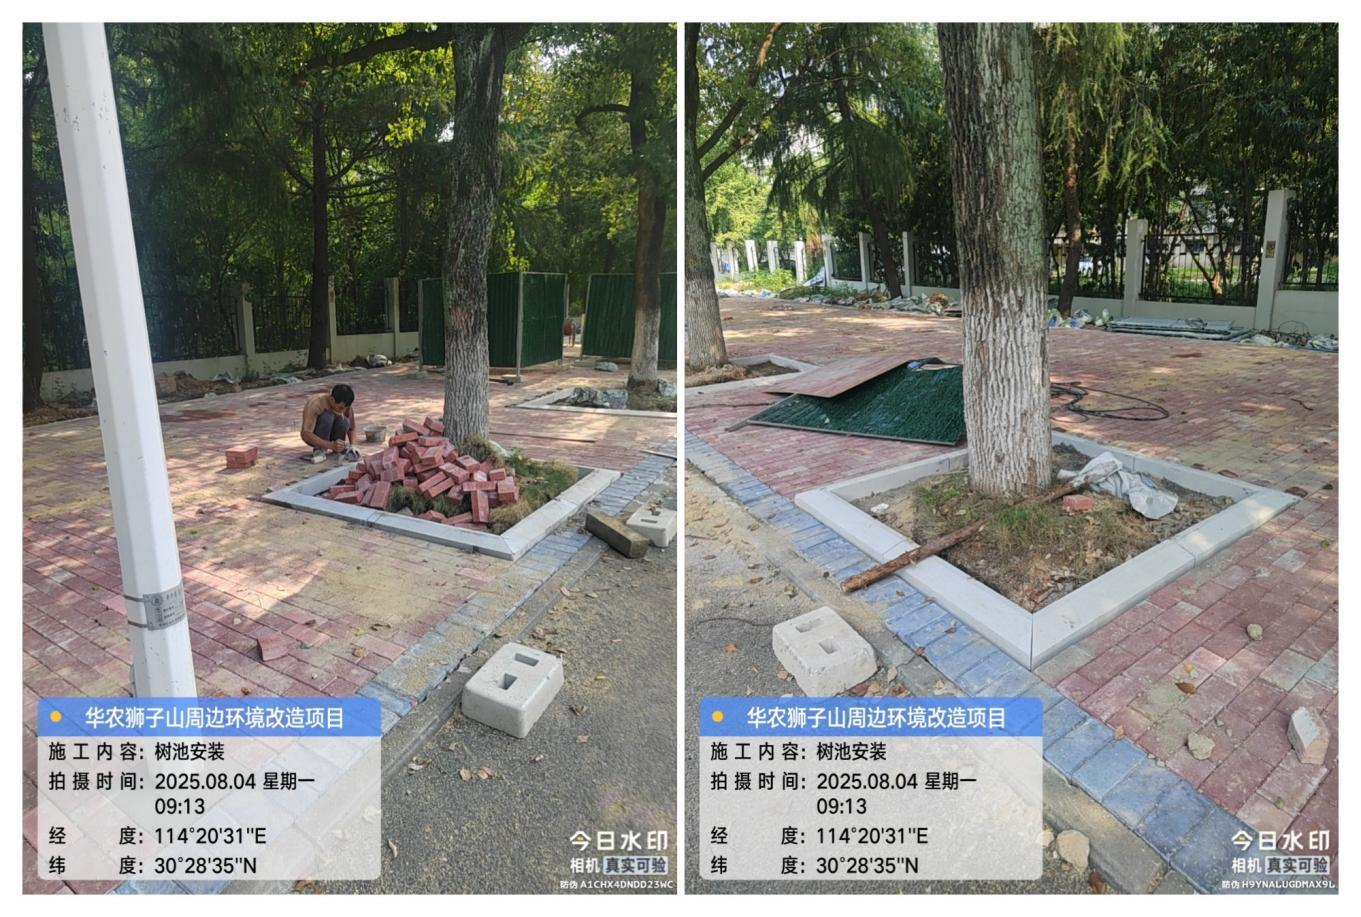 华农狮子山周边环境改造项目
施工内容：树池安装
拍摄时间：2025.08.04 星期一
09:13
经度：114°20'31"E
纬度：30°28'35"N
今日水印
相机 真实可验
防伪 A1CHX4DNDD23WC
华农狮子山周边环境改造项目
施工内容：树池安装
拍摄时间：2025.08.04 星期一
09:13
经度：114°20'31"E
纬度：30°28'35"N
今日水印
相机 真实可验
防伪 H9YNALUGDMAX9L